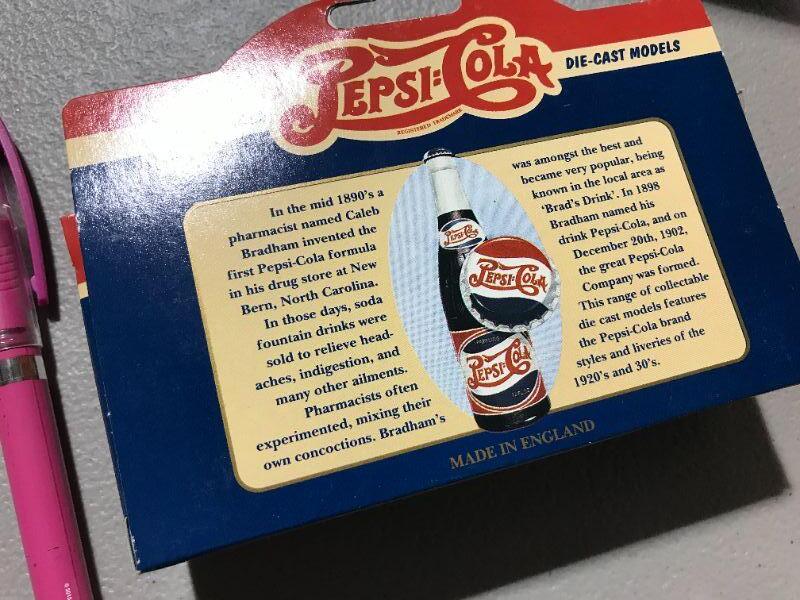 PEPSI=COLA
REGISTERED TRADEMARK
DIE-CAST MODELS
In the mid 1890's a
pharmacist named Caleb
Bradham invented the
first Pepsi-Cola formula
in his drug store at New
Bern, North Carolina.
In those days, soda
fountain drinks were
sold to relieve head-
aches, indigestion, and
many other ailments.
Pharmacists often
experimented, mixing their
own concoctions. Bradham's
was amongst the best and
became very popular, being
known in the local area as
'Brad's Drink'. In 1898
Bradham named his
drink Pepsi-Cola, and on
December 20th, 1902,
the great Pepsi-Cola
Company was formed.
This range of collectable
die cast models features
the Pepsi-Cola brand
styles and liveries of the
1920's and 30's.
PEPSI=COLA
PEPSI=COLA
PEPSI=COLA
MADE IN ENGLAND